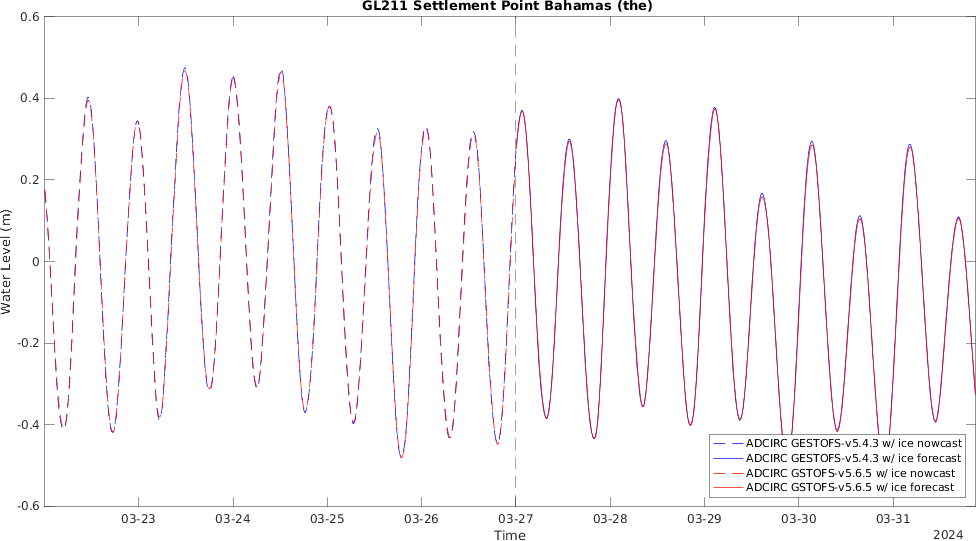 GL211 Settlement Point Bahamas (the)
0.6
0.4
0.2
0
-0.2
-0.4
-0.6
Water Level (m)
03-23 03-24 03-25 03-26 03-27 03-28 03-29 03-30 03-31
Time
2024
ADCIRC GESTOFS-v5.4.3 w/ ice nowcast
ADCIRC GESTOFS-v5.4.3 w/ ice forecast
ADCIRC GSTOFS-v5.6.5 w/ ice nowcast
ADCIRC GSTOFS-v5.6.5 w/ ice forecast